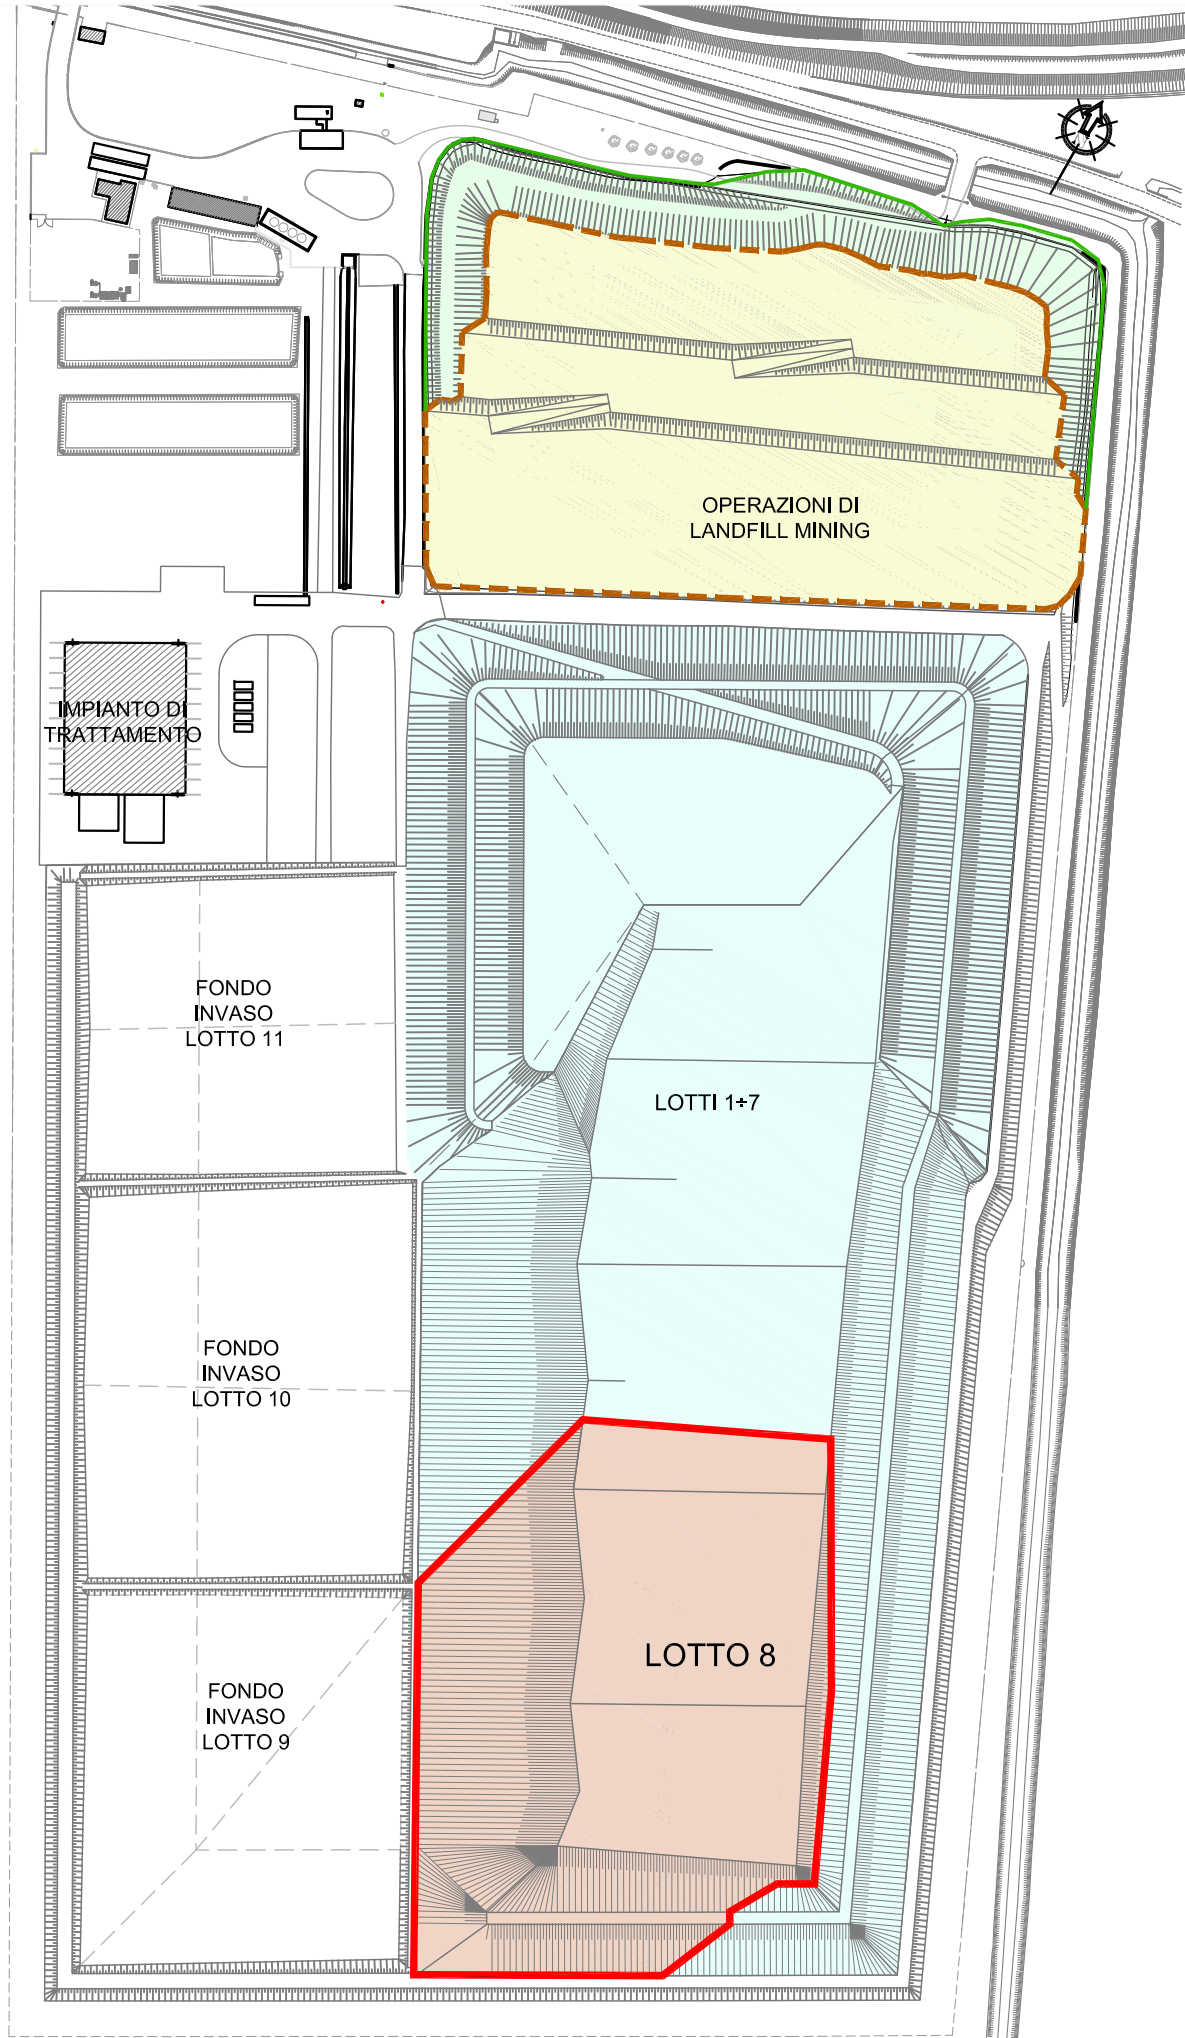 OPERAZIONI DI
LANDFILL MINING
IMPIANTO DI
TRATTAMENTO
FONDO
INVASO
LOTTO 11
LOTTI 1÷7
FONDO
INVASO
LOTTO 10
LOTTO 8
FONDO
INVASO
LOTTO 9